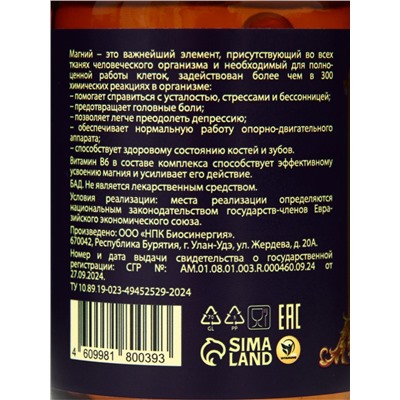 Магний – это важнейший элемент, присутствующий во всех
тканях человеческого организма и необходимый для полно-
ценной работы клеток, задействован более чем в 300
химических реакциях в организме:
- помогает справиться с усталостью, стрессами и бессонницей;
- предотвращает головные боли;
- позволяет легче преодолеть депрессию;
- обеспечивает нормальную работу опорно-двигательного
аппарата;
- способствует здоровому состоянию костей и зубов.
Витамин В6 в составе комплекса способствует эффективному
усвоению магния и усиливает его действие.
БАД. Не является лекарственным средством.
Условия реализации: места реализации определяются
национальным законодательством государств-членов Евра-
зийского экономического союза.
Произведено: ООО «НПК Биосинергия».
670042, Республика Бурятия, г. Улан-Удэ, ул. Жердева, д. 20А.
Номер и дата выдачи свидетельства о государственной
регистрации: СГР № AM.01.08.01.003.R.000460.09.24 от
27.09.2024.
ТУ 10.89.19-023-49452529-2024
70
GL
5
PP
EAC
4 609981 800393
SIMA
LAND